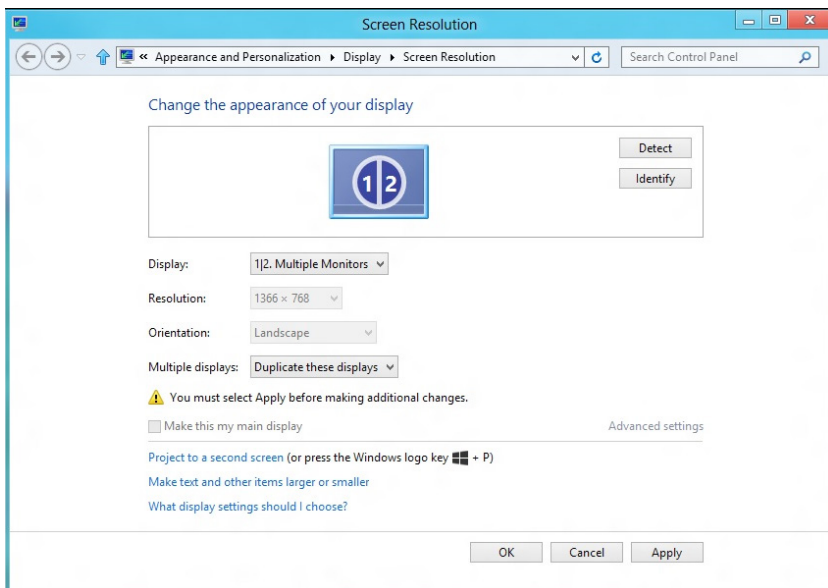 Screen Resolution
« Appearance and Personalization Display Screen Resolution Search Control Panel
Change the appearance of your display
1 2
Detect
Identify
Display: 1|2. Multiple Monitors
Resolution: 1366 × 768
Orientation: Landscape
Multiple displays: Duplicate these displays
You must select Apply before making additional changes.
Make this my main display Advanced settings
Project to a second screen (or press the Windows logo key + P)
Make text and other items larger or smaller
What display settings should I choose?
OK Cancel Apply